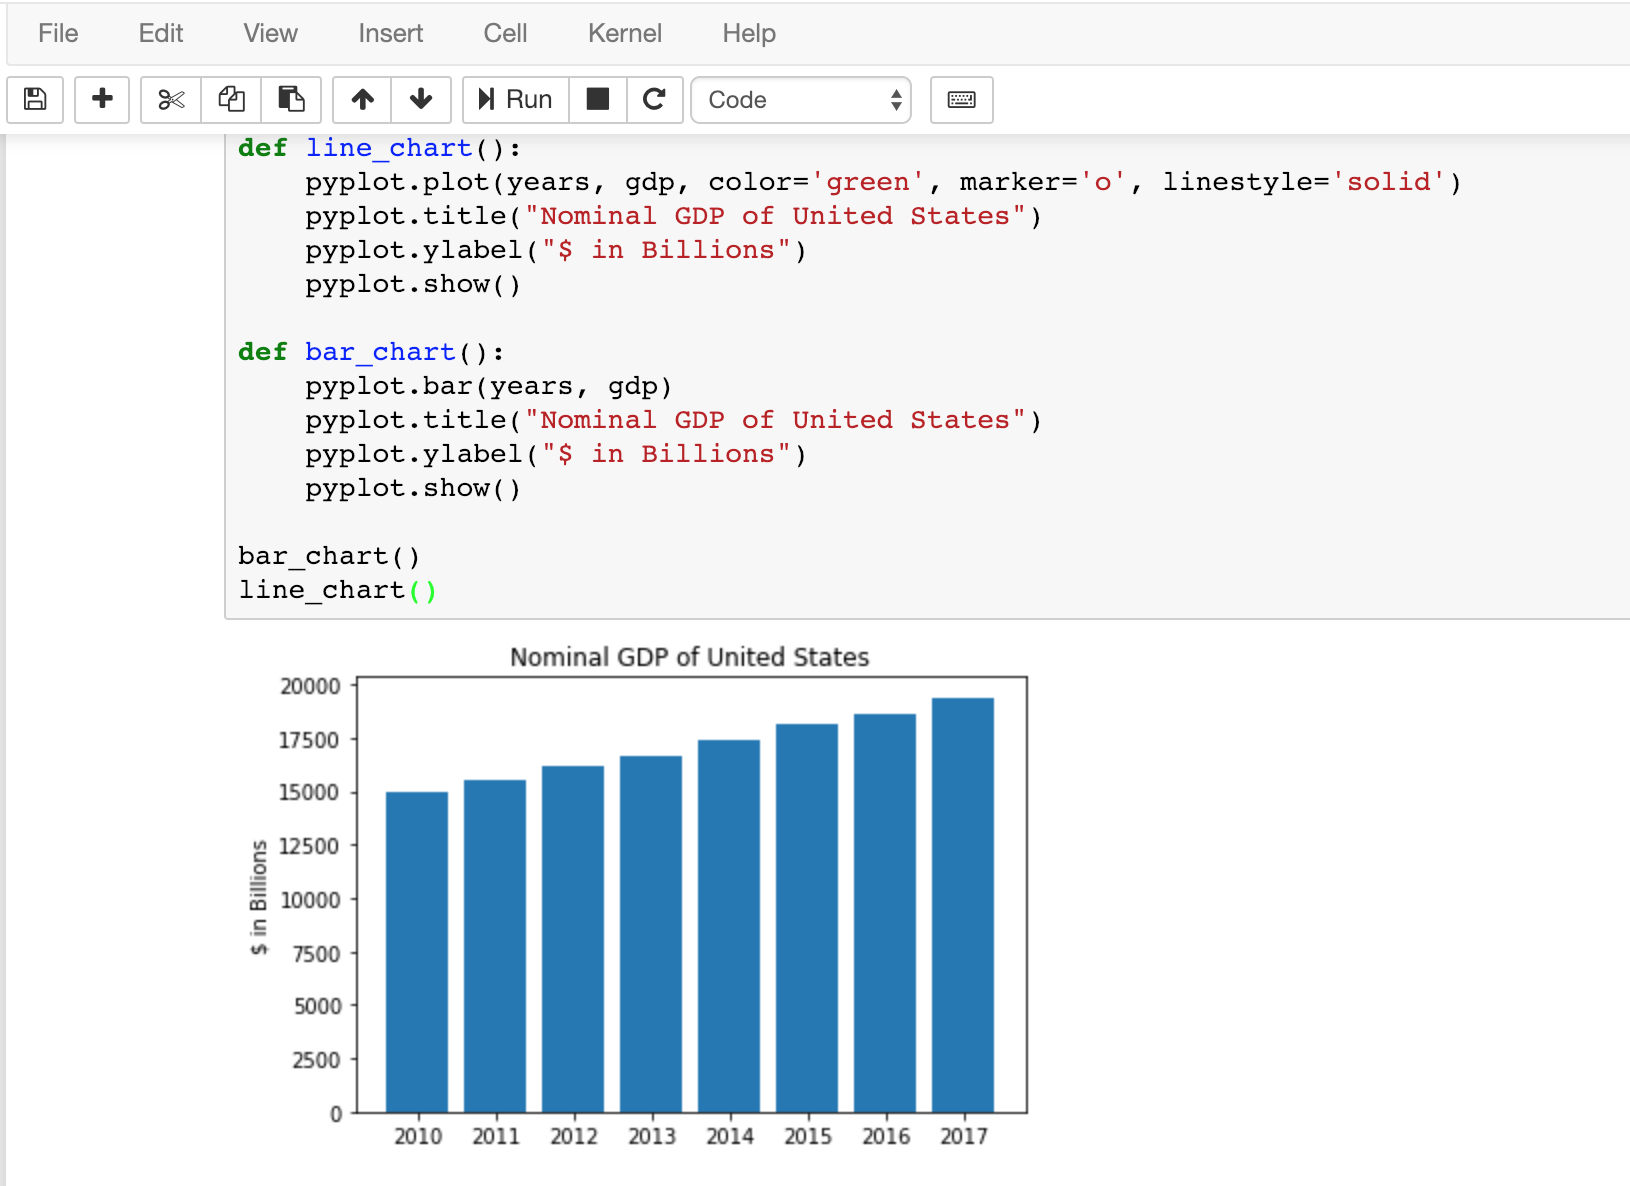 File Edit View Insert Cell Kernel Help
Run Code
def line_chart():
    pyplot.plot(years, gdp, color='green', marker='o', linestyle='solid')
    pyplot.title("Nominal GDP of United States")
    pyplot.ylabel("$ in Billions")
    pyplot.show()
def bar_chart():
    pyplot.bar(years, gdp)
    pyplot.title("Nominal GDP of United States")
    pyplot.ylabel("$ in Billions")
    pyplot.show()
bar_chart()
line_chart()
Nominal GDP of United States
$ in Billions
20000
17500
15000
12500
10000
7500
5000
2500
0
2010 2011 2012 2013 2014 2015 2016 2017